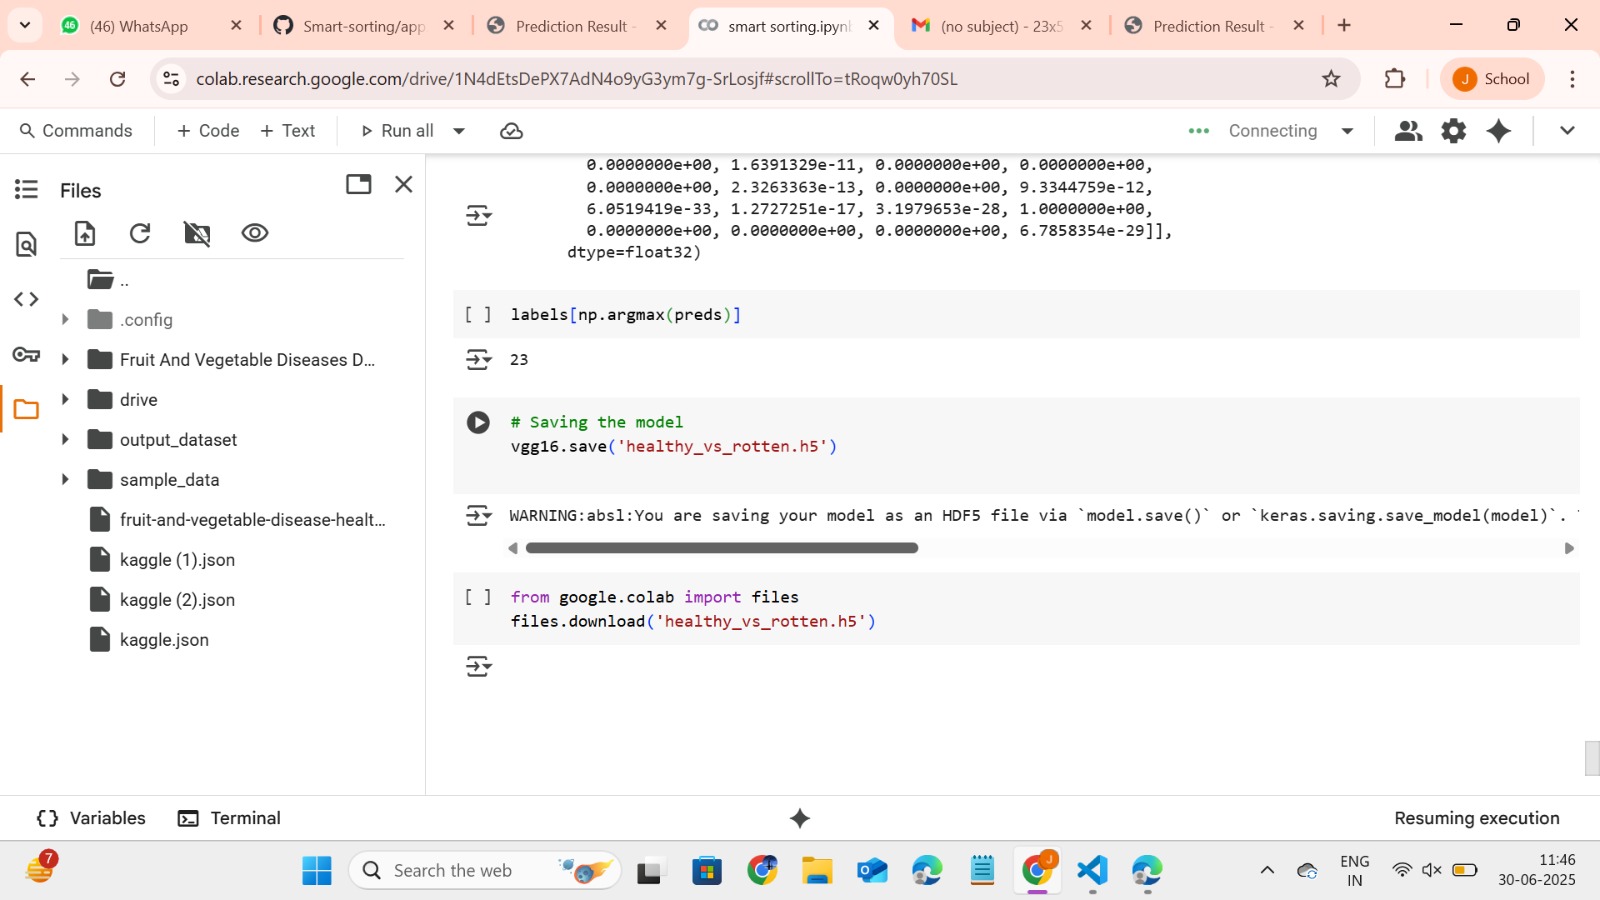 (46) WhatsApp
Smart-sorting/app
Prediction Result -
smart sorting.ipynb
(no subject) - 23x5
Prediction Result -
colab.research.google.com/drive/1N4dEtsDePX7AdN4o9yG3ym7g-SrLosjf#scrollTo=tRoqw0yh70SL
J School
Commands
+ Code + Text
Run all
Connecting
Files
..
.config
Fruit And Vegetable Diseases D...
drive
output_dataset
sample_data
fruit-and-vegetable-disease-healt...
kaggle (1).json
kaggle (2).json
kaggle.json
0.0000000e+00, 1.6391329e-11, 0.0000000e+00, 0.0000000e+00,
0.0000000e+00, 2.3263363e-13, 0.0000000e+00, 9.3344759e-12,
6.0519419e-33, 1.2727251e-17, 3.1979653e-28, 1.0000000e+00,
0.0000000e+00, 0.0000000e+00, 0.0000000e+00, 6.7858354e-29]],
dtype=float32)
[ ] labels[np.argmax(preds)]
23
# Saving the model
vgg16.save('healthy_vs_rotten.h5')
WARNING:absl:You are saving your model as an HDF5 file via `model.save()` or `keras.saving.save_model(model)`.
[ ] from google.colab import files
files.download('healthy_vs_rotten.h5')
Variables
Terminal
Resuming execution
7
Search the web
J
ENG
IN
11:46
30-06-2025